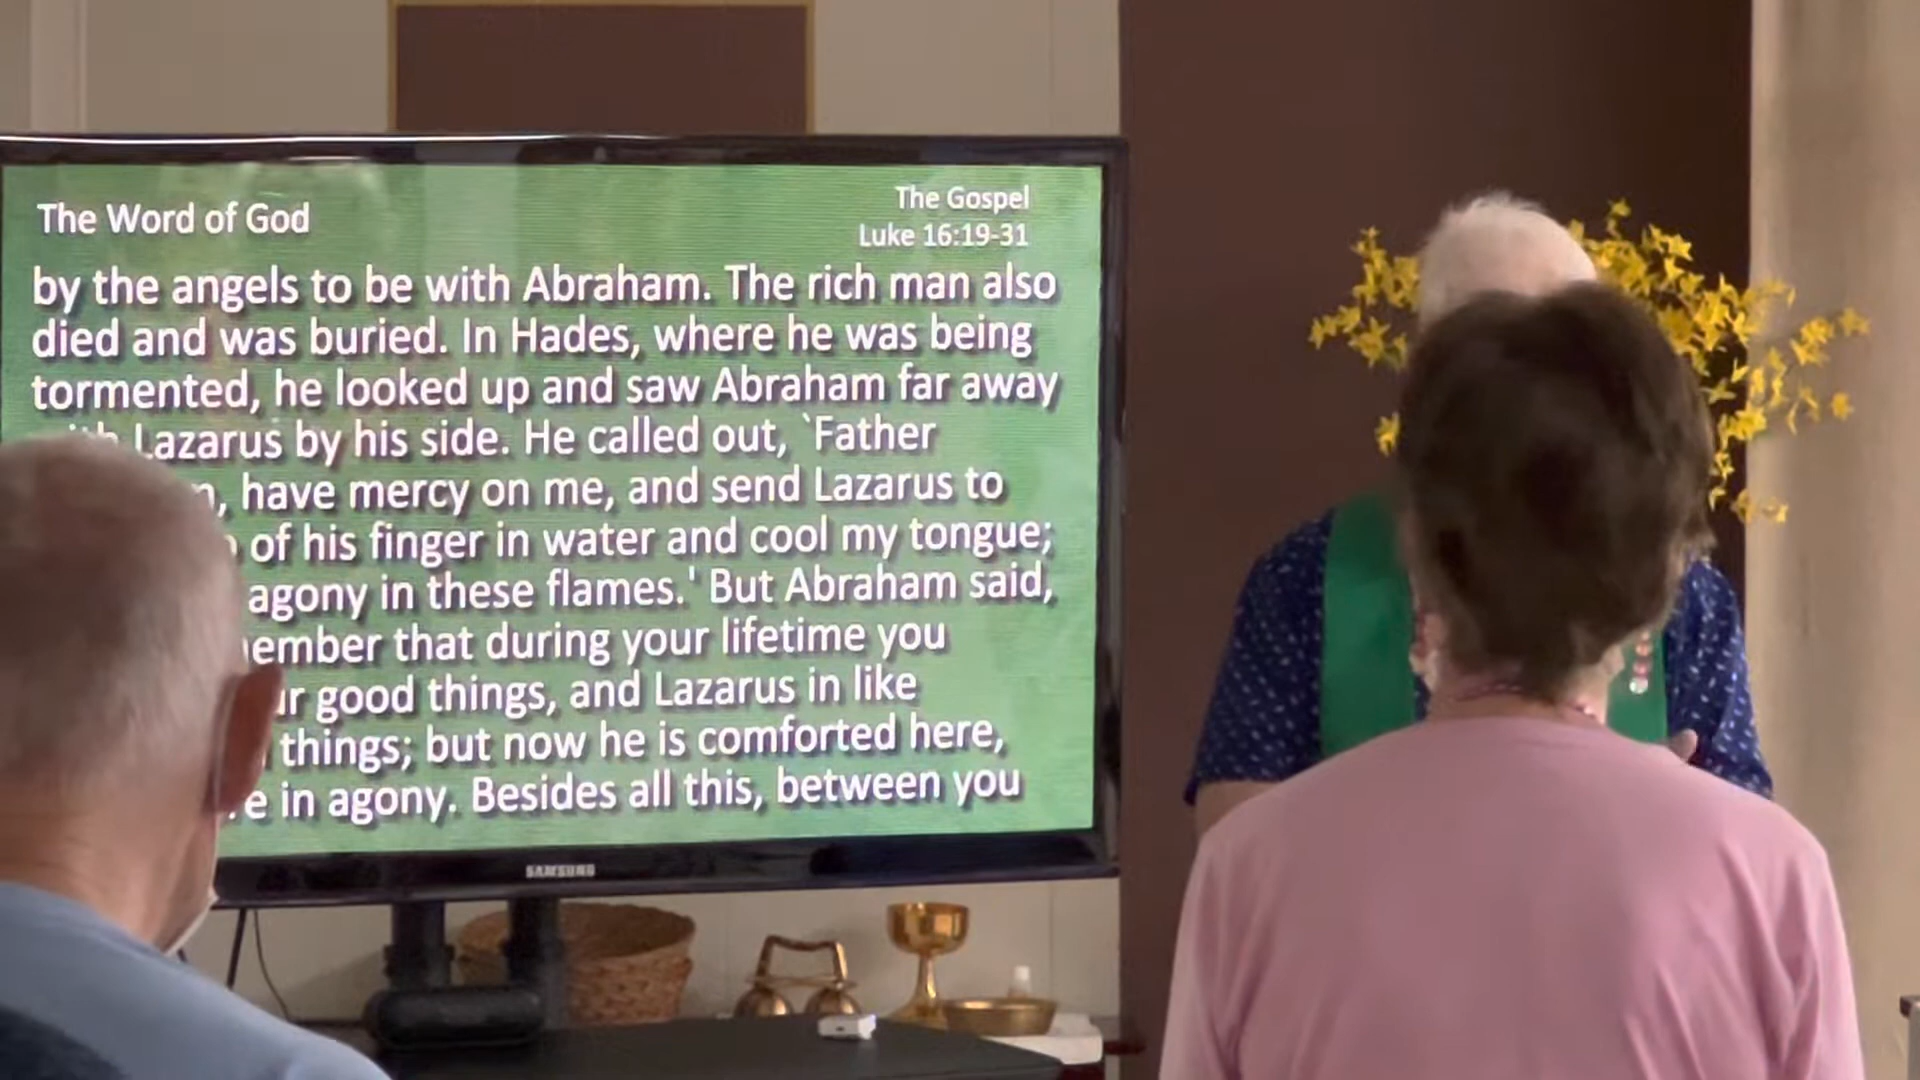 The Word of God
The Gospel
Luke 16:19-31
by the angels to be with Abraham. The rich man also
died and was buried. In Hades, where he was being
tormented, he looked up and saw Abraham far away
Lazarus by his side. He called out, `Father
have mercy on me, and send Lazarus to
of his finger in water and cool my tongue;
agony in these flames.' But Abraham said,
that during your lifetime you
good things, and Lazarus in like
things; but now he is comforted here,
in agony. Besides all this, between you
SAMSUNG